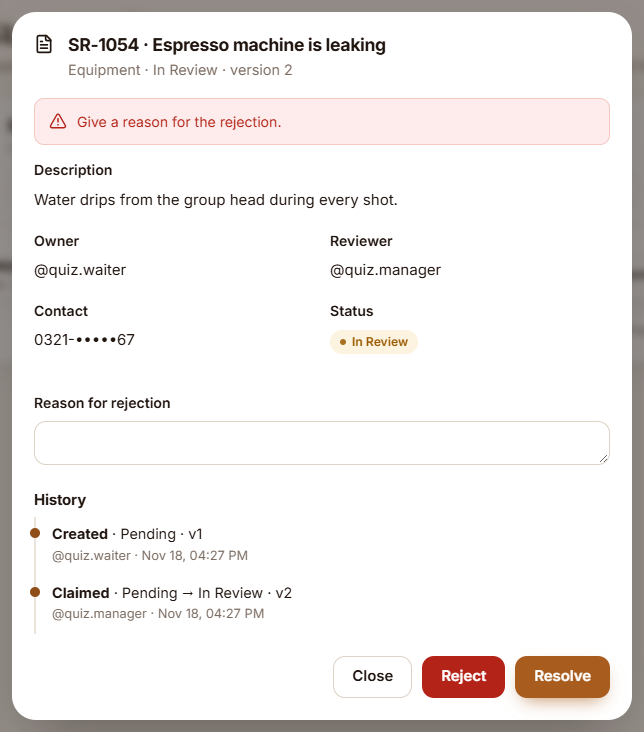 SR-1054 · Espresso machine is leaking
Equipment · In Review · version 2
Give a reason for the rejection.
Description
Water drips from the group head during every shot.
Owner
Reviewer
@quiz.waiter
@quiz.manager
Contact
Status
0321-•••••67
In Review
Reason for rejection
History
Created · Pending · v1
@quiz.waiter · Nov 18, 04:27 PM
Claimed · Pending → In Review · v2
@quiz.manager · Nov 18, 04:27 PM
Close
Reject
Resolve